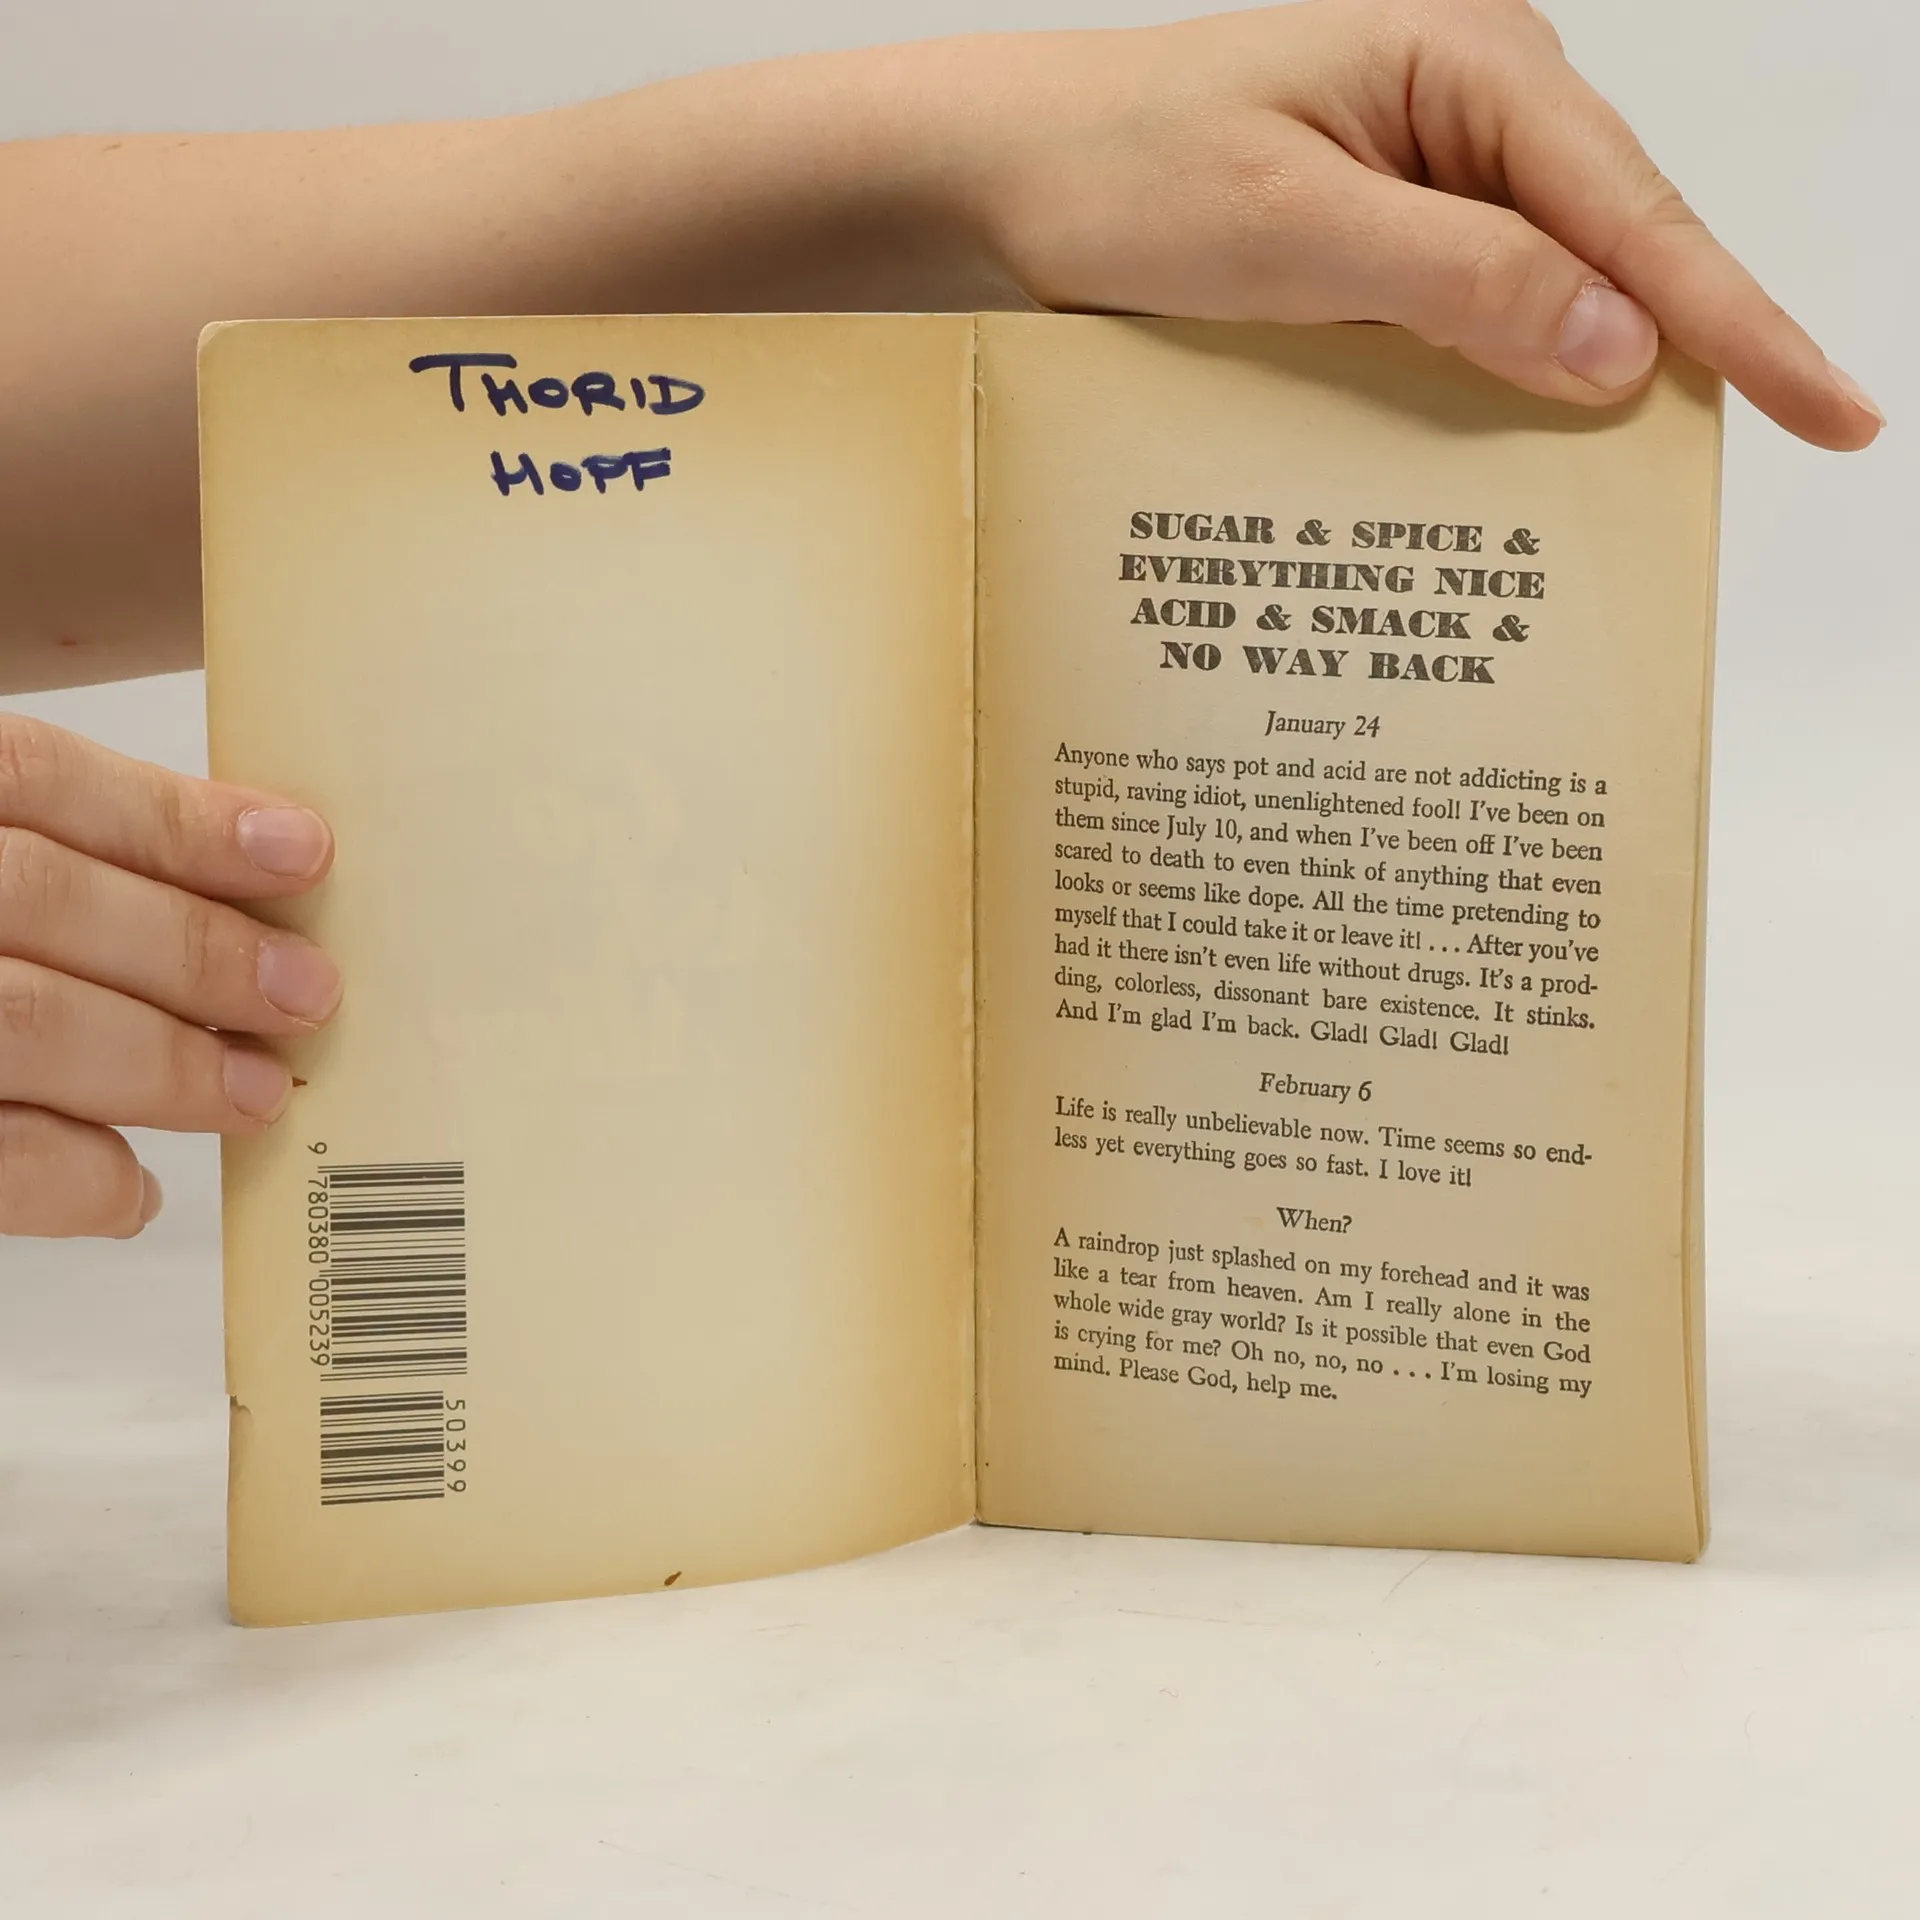 THORID
HOFF
9 780380 005239
50399
SUGAR & SPICE &
EVERYTHING NICE
ACID & SMACK &
NO WAY BACK
January 24
Anyone who says pot and acid are not addicting is a
stupid, raving idiot, unenlightened fool! I've been on
them since July 10, and when I've been off I've been
scared to death to even think of anything that even
looks or seems like dope. All the time pretending to
myself that I could take it or leave it! . . . After you've
had it there isn't even life without drugs. It's a prod-
ding, colorless, dissonant bare existence. It stinks.
And I'm glad I'm back. Glad! Glad! Glad!
February 6
Life is really unbelievable now. Time seems so end-
less yet everything goes so fast. I love it!
When?
A raindrop just splashed on my forehead and it was
like a tear from heaven. Am I really alone in the
whole wide gray world? Is it possible that even God
is crying for me? Oh no, no, no . . . I'm losing my
mind. Please God, help me.